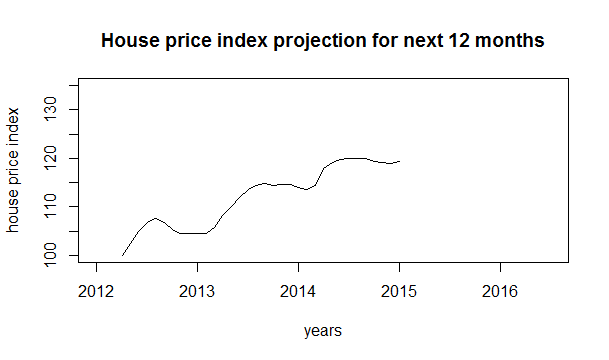 House price index projection for next 12 months
house price index
130
120
110
100
2012 2013 2014 2015 2016
years